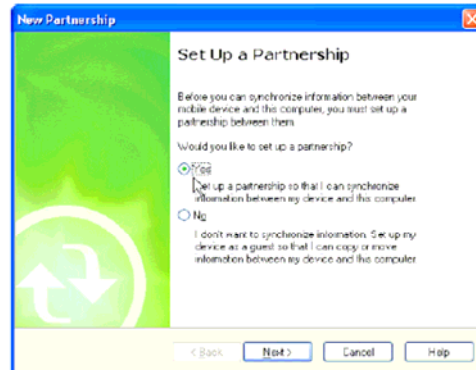 New Partnership
Set Up a Partnership
Before you can synchronize information between your
mobile device and this computer, you must set up a
partnership between them.
Would you like to set up a partnership?
Yes
Set up a partnership so that I can synchronize
information between my device and this computer
No
I don't want to synchronize information. Set up my
device as a guest so that I can copy or move
information between my device and this computer
< Back Next > Cancel Help